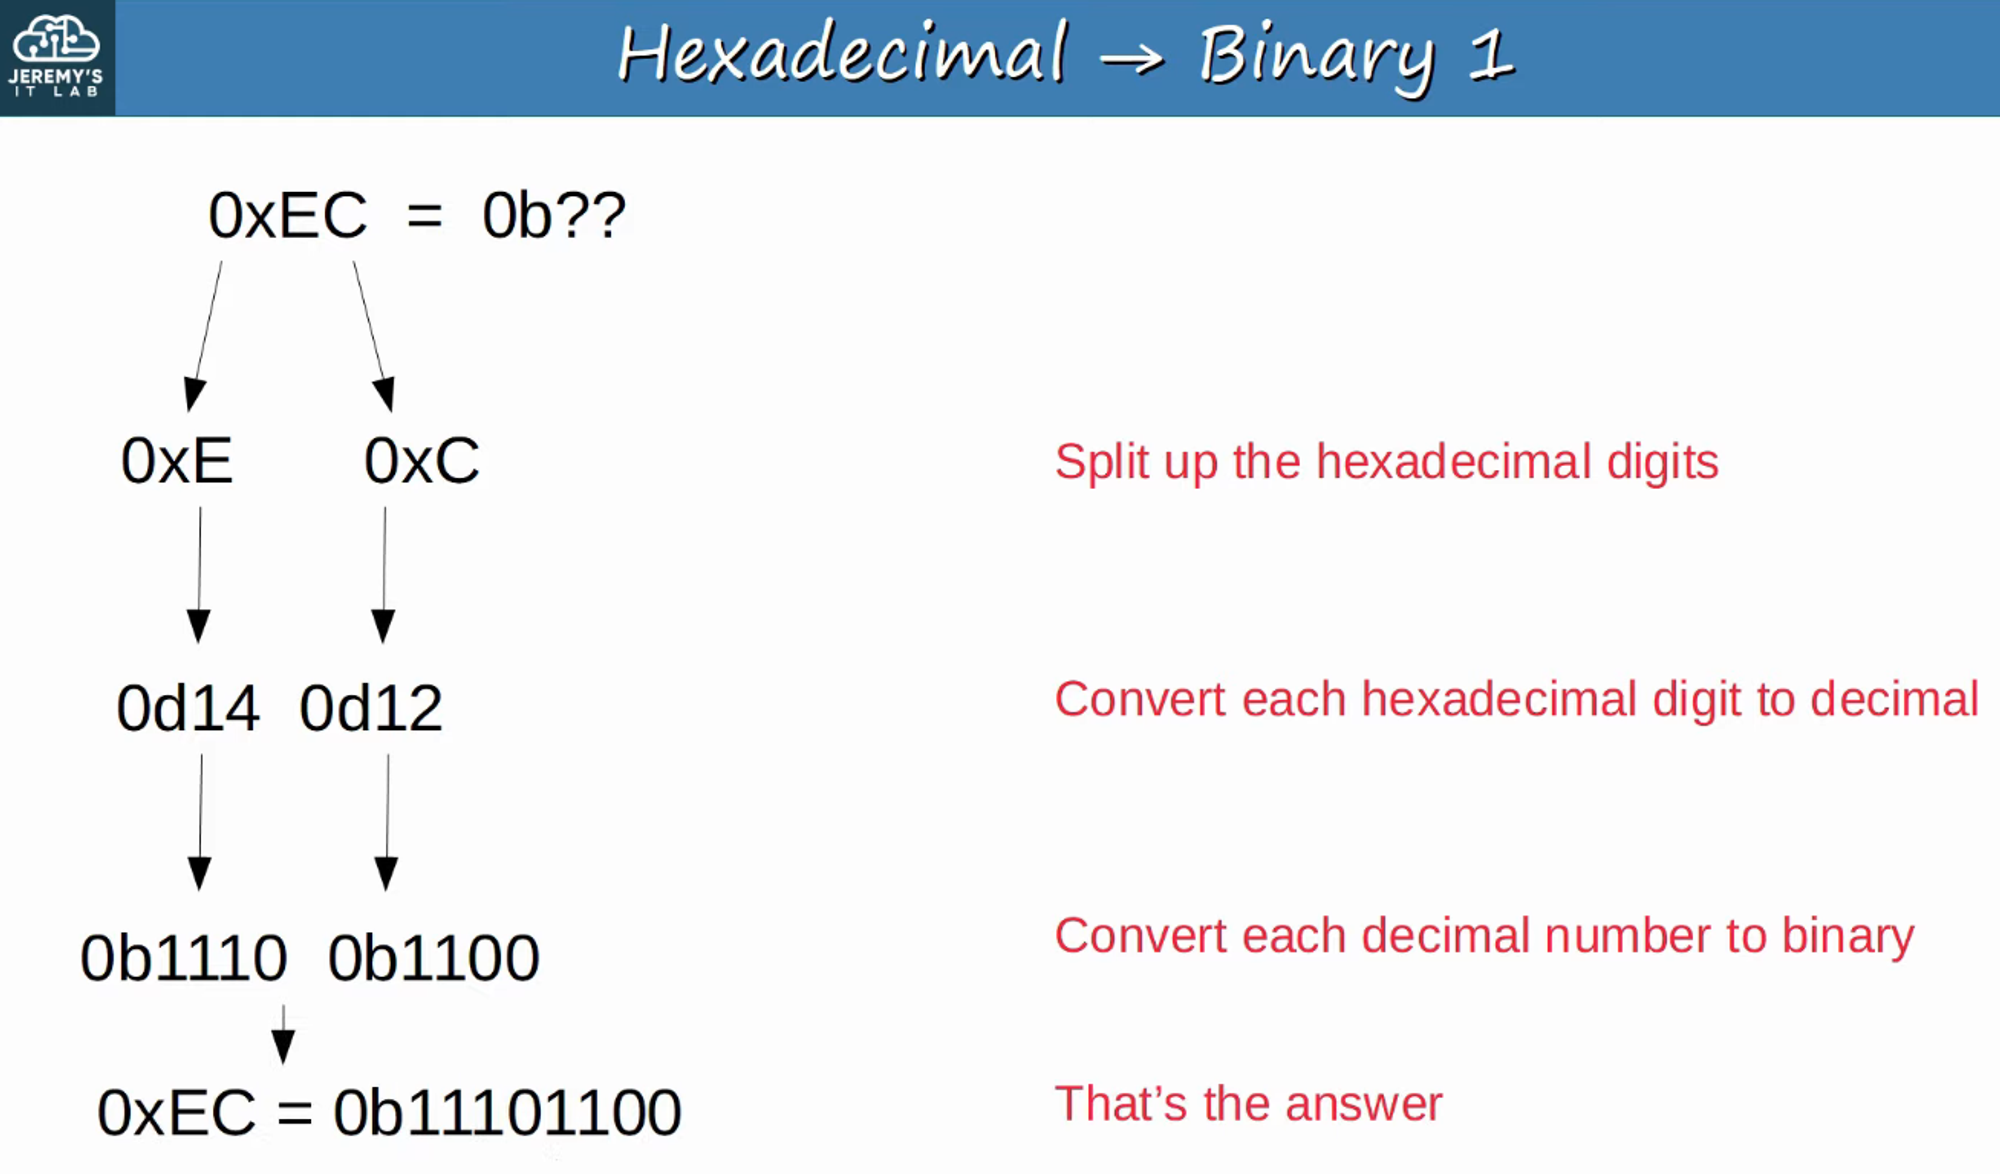 JEREMY'S
IT LAB
Hexadecimal → Binary 1
0xEC = 0b??
0xE 0xC
Split up the hexadecimal digits
0d14 0d12
Convert each hexadecimal digit to decimal
0b1110 0b1100
Convert each decimal number to binary
0xEC = 0b11101100
That’s the answer